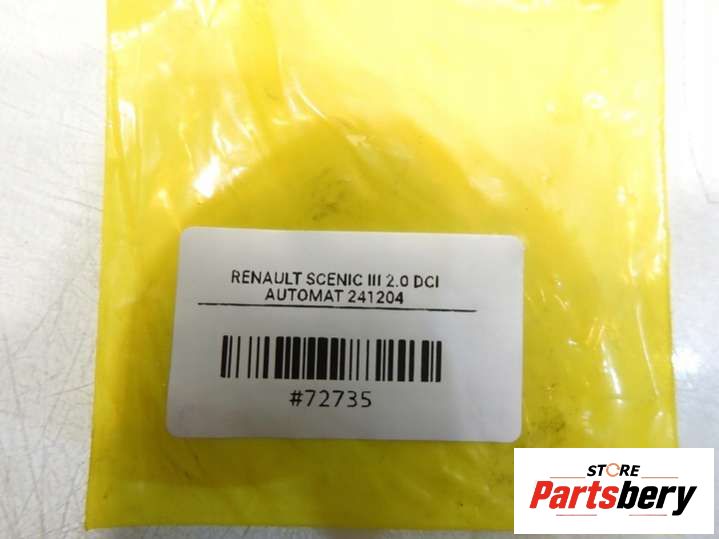 RENAULT SCENIC III 2.0 DCI
AUTOMAT 241204
#72735
STORE
Partsbery